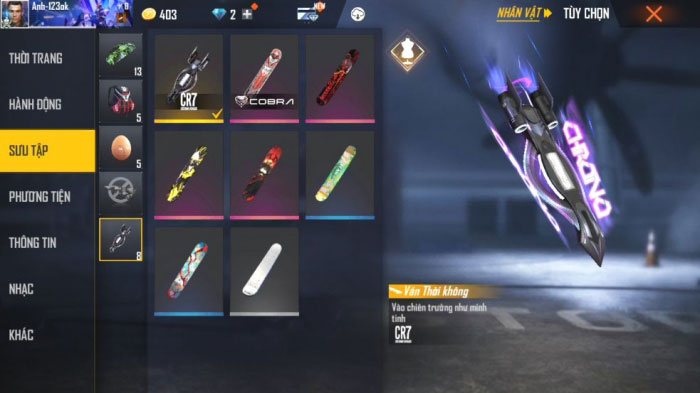 Anh-123ok
403
2
NHÂN VẬT
TÙY CHỌN
THỜI TRANG
HÀNH ĐỘNG
SƯU TẬP
PHƯƠNG TIỆN
THÔNG TIN
NHẠC
KHÁC
13
5
5
8
CR7
COBRA
CHRONO
Ván Thời không
Vào chiến trường như minh
tinh
CR7